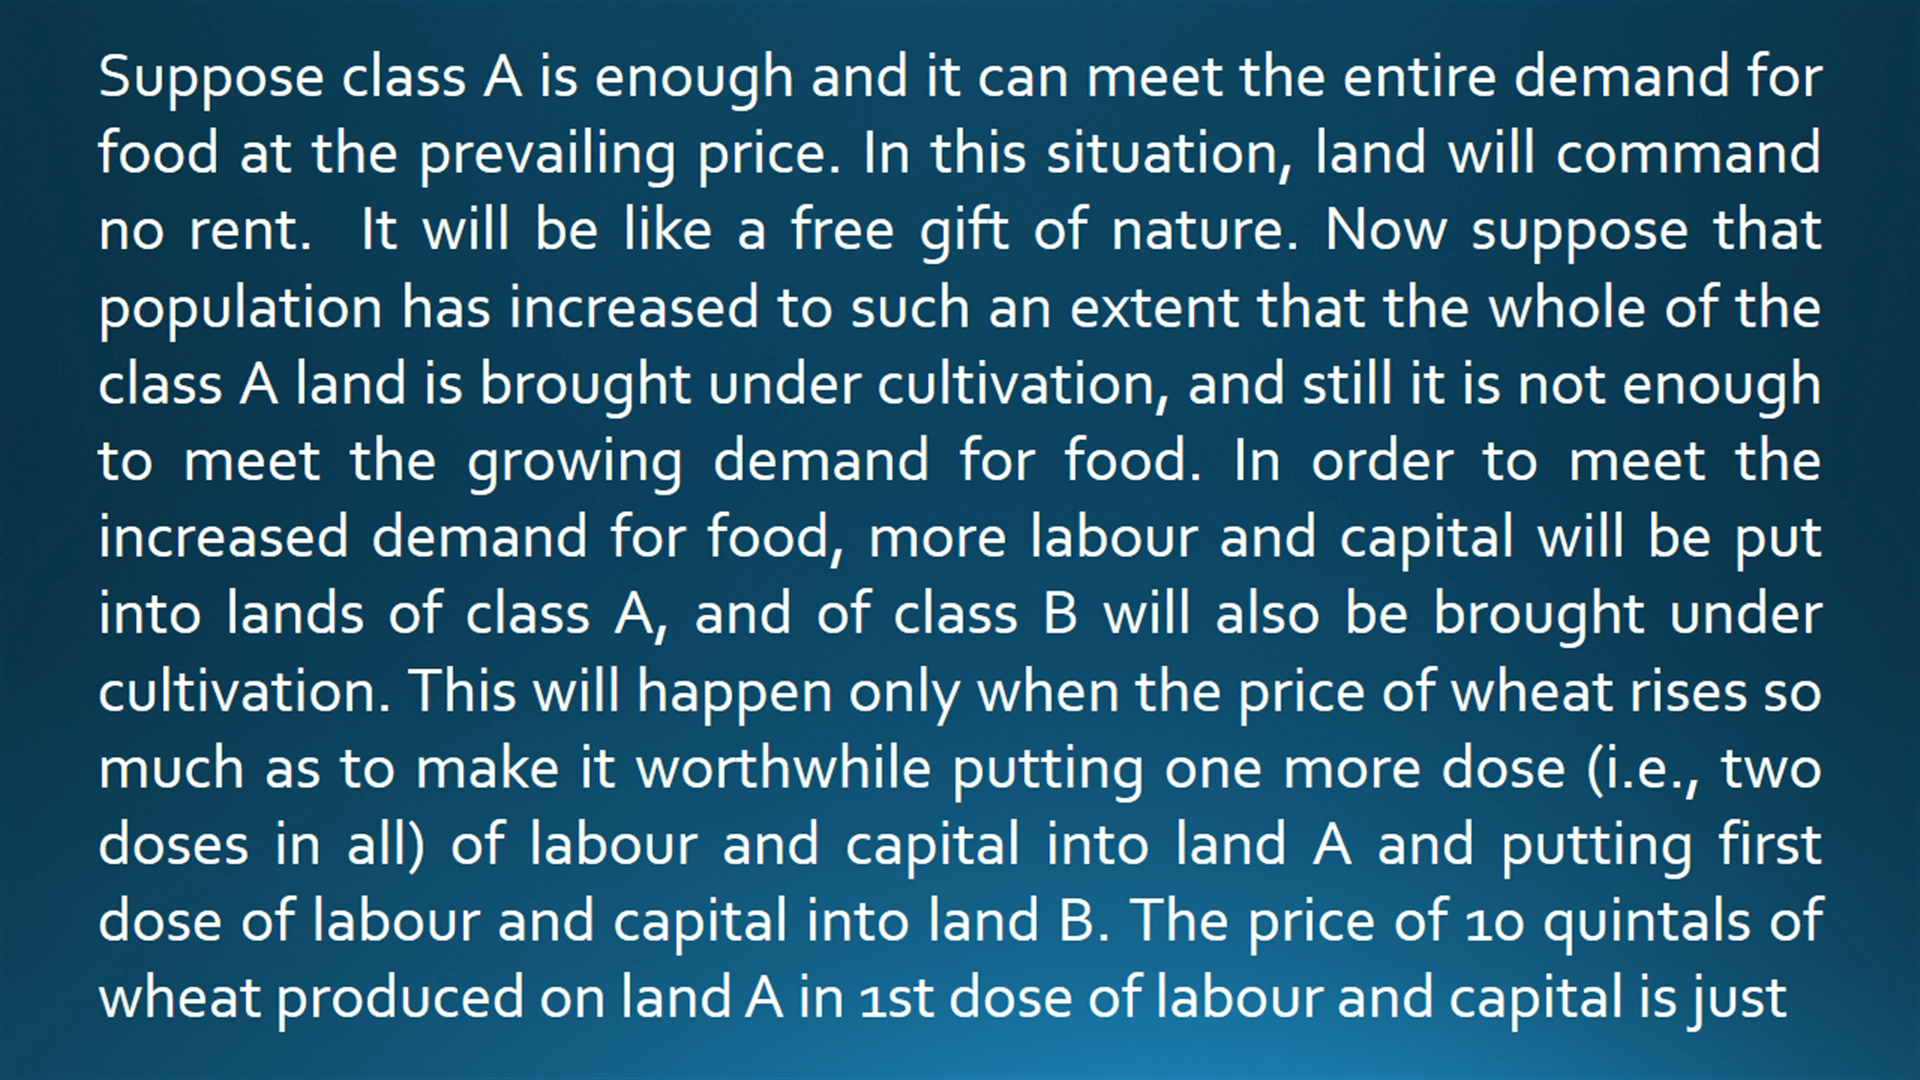 Suppose class A is enough and it can meet the entire demand for
food at the prevailing price. In this situation, land will command
no rent.  It will be like a free gift of nature. Now suppose that
population has increased to such an extent that the whole of the
class A land is brought under cultivation, and still it is not enough
to meet the growing demand for food. In order to meet the
increased demand for food, more labour and capital will be put
into lands of class A, and of class B will also be brought under
cultivation. This will happen only when the price of wheat rises so
much as to make it worthwhile putting one more dose (i.e., two
doses in all) of labour and capital into land A and putting first
dose of labour and capital into land B. The price of 10 quintals of
wheat produced on land A in 1st dose of labour and capital is just